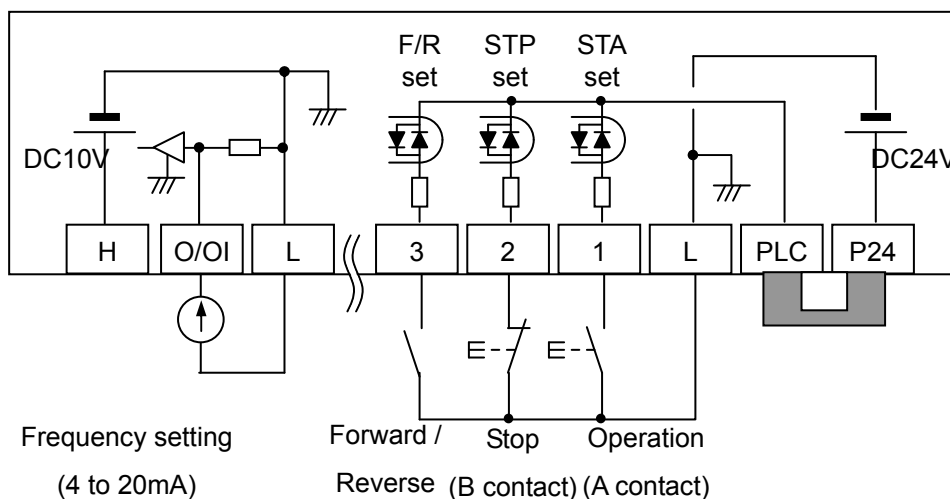 F/R STP STA
set set set
DC10V DC24V
H O/OI L 3 2 1 L PLC P24
Frequency setting Forward / Stop Operation
(4 to 20mA) Reverse (B contact) (A contact)